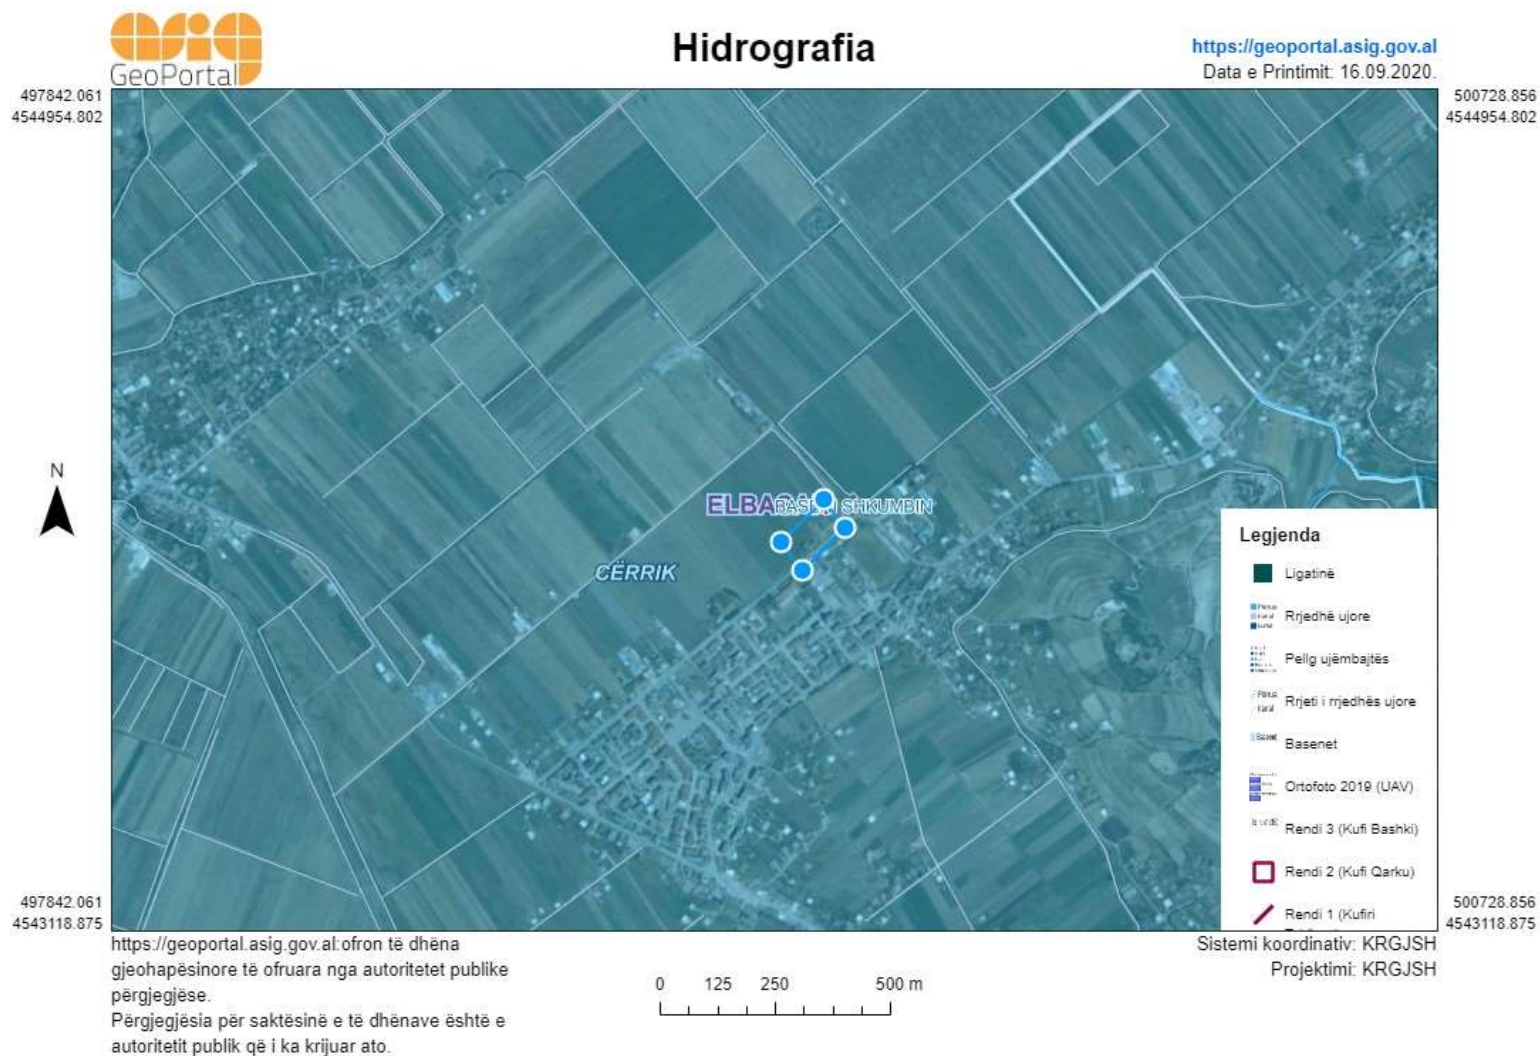 asig
GeoPortal
Hidrografia
https://geoportal.asig.gov.al
Data e Printimit: 16.09.2020.
497842.061
4544954.802
500728.856
4544954.802
N
BASENI SHKUMBIN
CËRRIK
Legjenda
Ligatinë
Rrjedhë ujore
Pellg ujëmbajtës
Rrjeti i rrjedhës ujore
Basenet
Ortofoto 2019 (UAV)
Rendi 3 (Kufi Bashki)
Rendi 2 (Kufi Qarku)
Rendi 1 (Kufiri
497842.061
4543118.875
500728.856
4543118.875
https://geoportal.asig.gov.al:ofron të dhëna
gjeohapësinore të ofruara nga autoritetet publike
përgjegjëse.
Përgjegjësia për saktësinë e të dhënave është e
autoritetit publik që i ka krijuar ato.
0 125 250 500 m
Sistemi koordinativ: KRGJSH
Projektimi: KRGJSH